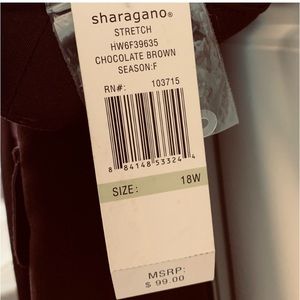 sharagano®
STRETCH
HW6F39635
CHOCOLATE BROWN
SEASON:F
RN#: 103715
8 84148 53324 4
SIZE: 18W
MSRP:
$ 99.00